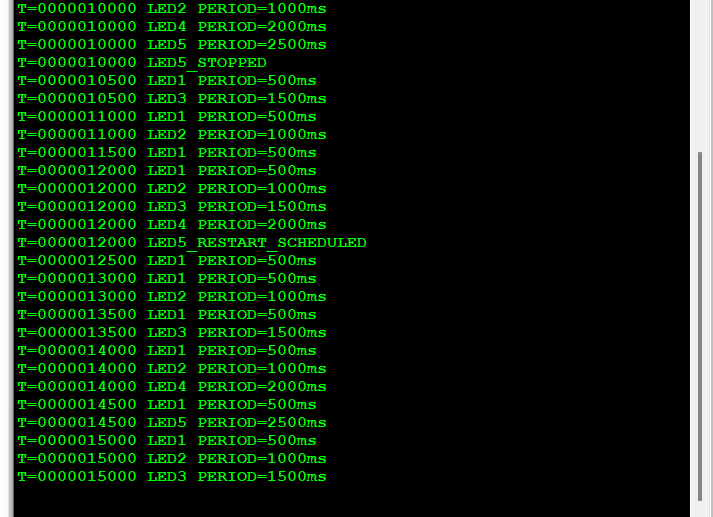 T=0000010000 LED2 PERIOD=1000ms
T=0000010000 LED4 PERIOD=2000ms
T=0000010000 LED5 PERIOD=2500ms
T=0000010000 LED5_STOPPED
T=0000010500 LED1 PERIOD=500ms
T=0000010500 LED3 PERIOD=1500ms
T=0000011000 LED1 PERIOD=500ms
T=0000011000 LED2 PERIOD=1000ms
T=0000011500 LED1 PERIOD=500ms
T=0000012000 LED1 PERIOD=500ms
T=0000012000 LED2 PERIOD=1000ms
T=0000012000 LED3 PERIOD=1500ms
T=0000012000 LED4 PERIOD=2000ms
T=0000012000 LED5_RESTART_SCHEDULED
T=0000012500 LED1 PERIOD=500ms
T=0000013000 LED1 PERIOD=500ms
T=0000013000 LED2 PERIOD=1000ms
T=0000013500 LED1 PERIOD=500ms
T=0000013500 LED3 PERIOD=1500ms
T=0000014000 LED1 PERIOD=500ms
T=0000014000 LED2 PERIOD=1000ms
T=0000014000 LED4 PERIOD=2000ms
T=0000014500 LED1 PERIOD=500ms
T=0000014500 LED5 PERIOD=2500ms
T=0000015000 LED1 PERIOD=500ms
T=0000015000 LED2 PERIOD=1000ms
T=0000015000 LED3 PERIOD=1500ms